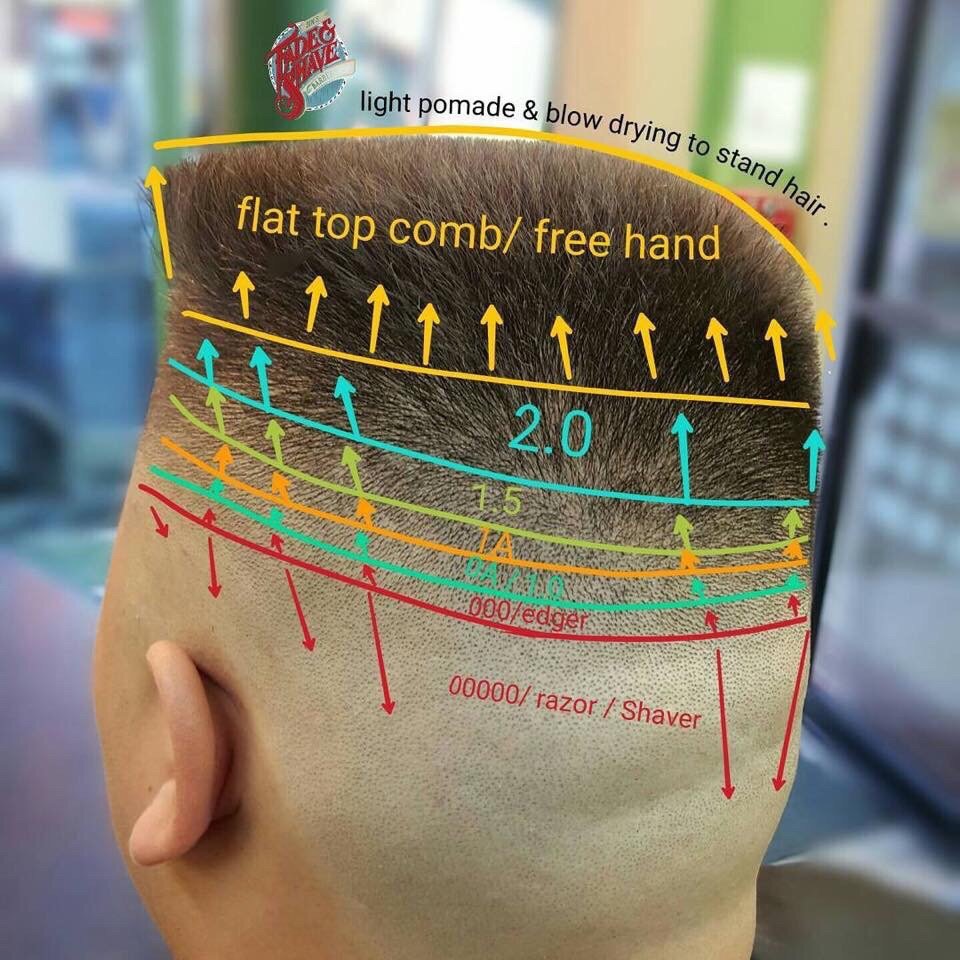 FADE &
SHAVE
light pomade & blow drying to stand hair .
flat top comb/ free hand
2.0
1.5
1A
0A / 1.0
000/edger
00000/ razor / Shaver